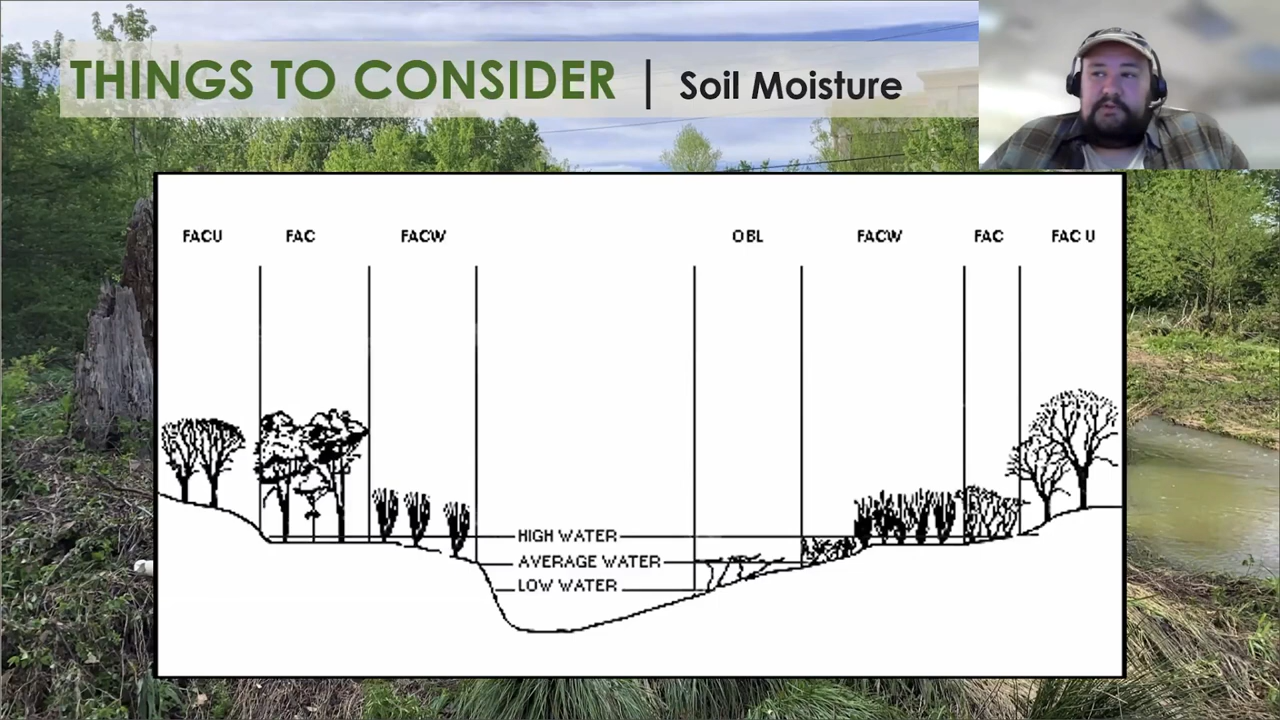 THINGS TO CONSIDER | Soil Moisture
FACU FAC FACW OBL FACW FAC FAC U
HIGH WATER
AVERAGE WATER
LOW WATER